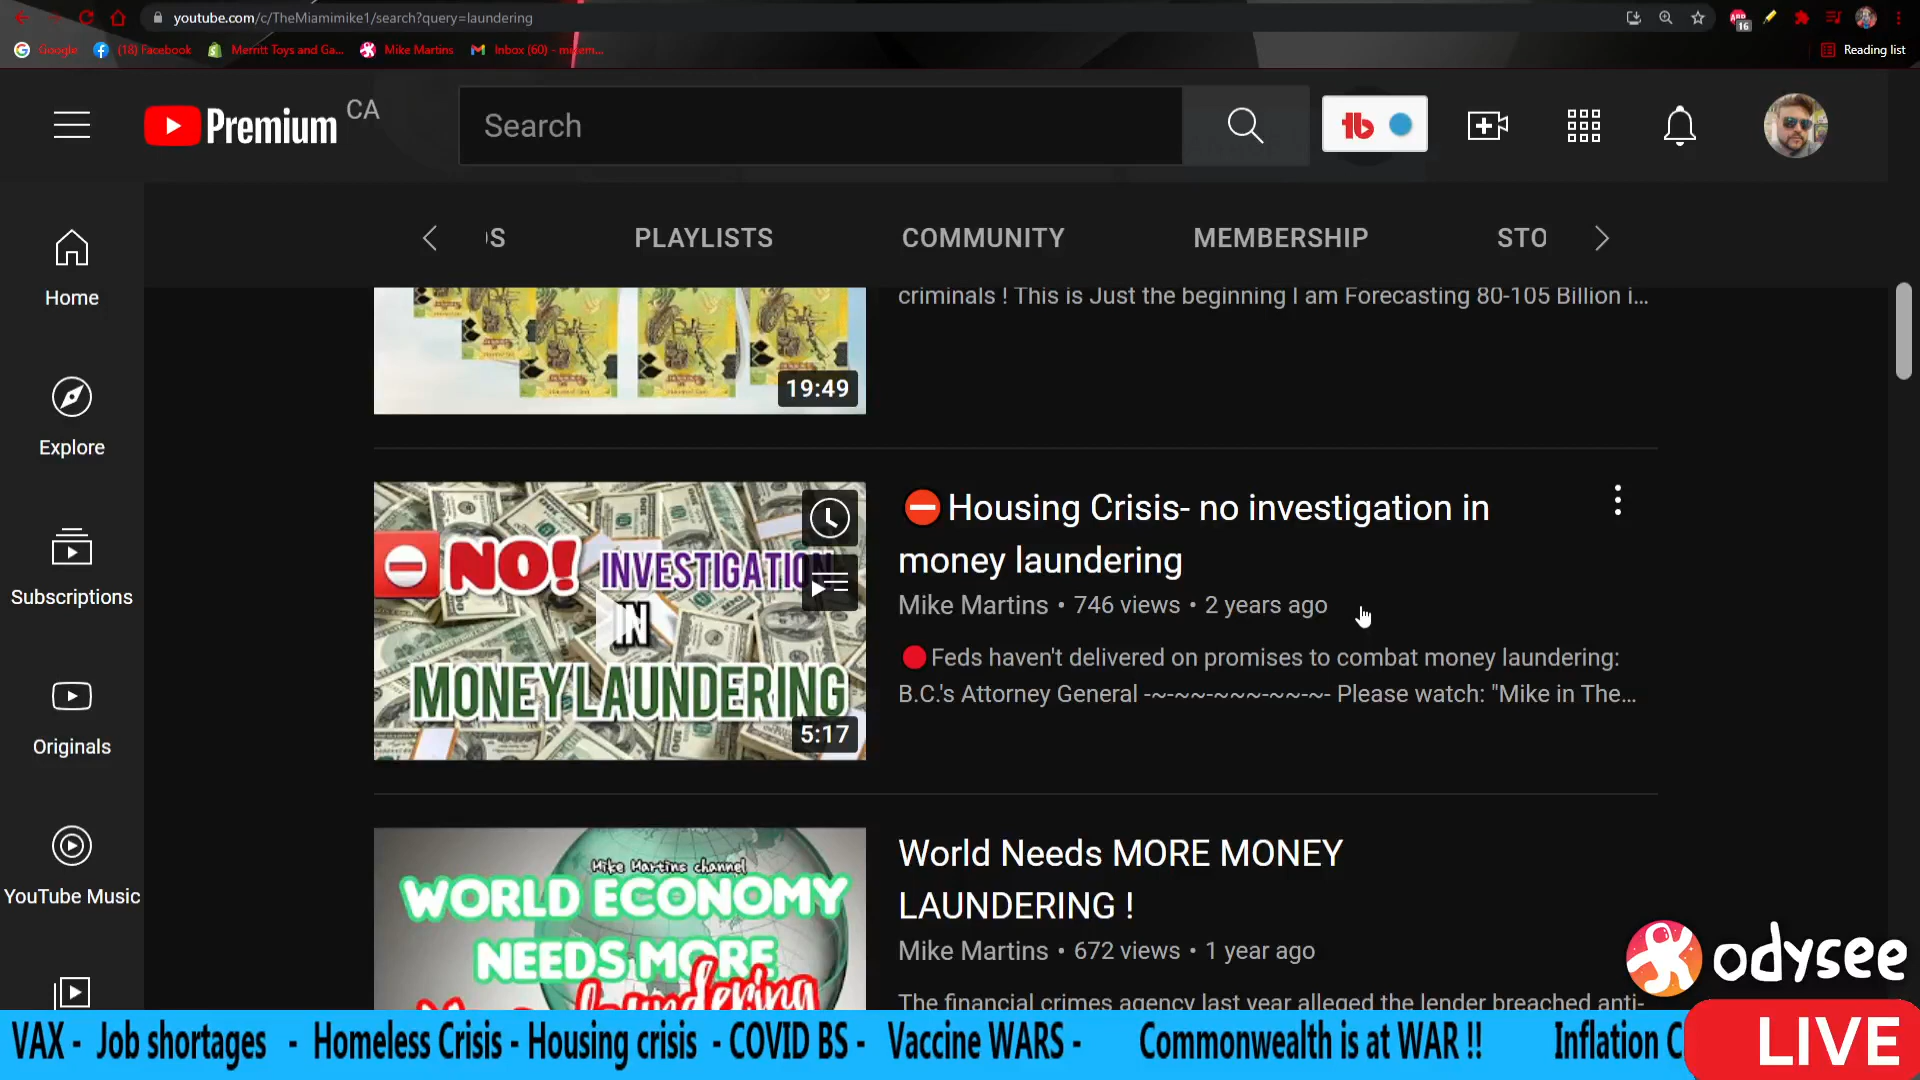 youtube.com/c/TheMiamimike1/search?query=laundering
16
Google
(18) Facebook
Merritt Toys and Ga...
Mike Martins
Inbox (60) - mikem...
Reading list
Premium CA
Search
tb
DS
PLAYLISTS
COMMUNITY
MEMBERSHIP
STO
Home
Explore
Subscriptions
Originals
YouTube Music
criminals ! This is Just the beginning I am Forecasting 80-105 Billion i...
19:49
NO! INVESTIGATION
IN
MONEY LAUNDERING
5:17
Housing Crisis- no investigation in
money laundering
Mike Martins • 746 views • 2 years ago
Feds haven't delivered on promises to combat money laundering:
B.C.'s Attorney General -~-~~-~~~-~~-~- Please watch: "Mike in The...
Mike Martins channel
WORLD ECONOMY
NEEDS MORE
Money laundering
World Needs MORE MONEY
LAUNDERING !
Mike Martins • 672 views • 1 year ago
The financial crimes agency last year alleged the lender breached anti-
odysee
VAX - Job shortages - Homeless Crisis - Housing crisis - COVID BS - Vaccine WARS - Commonwealth is at WAR !! Inflation C
LIVE